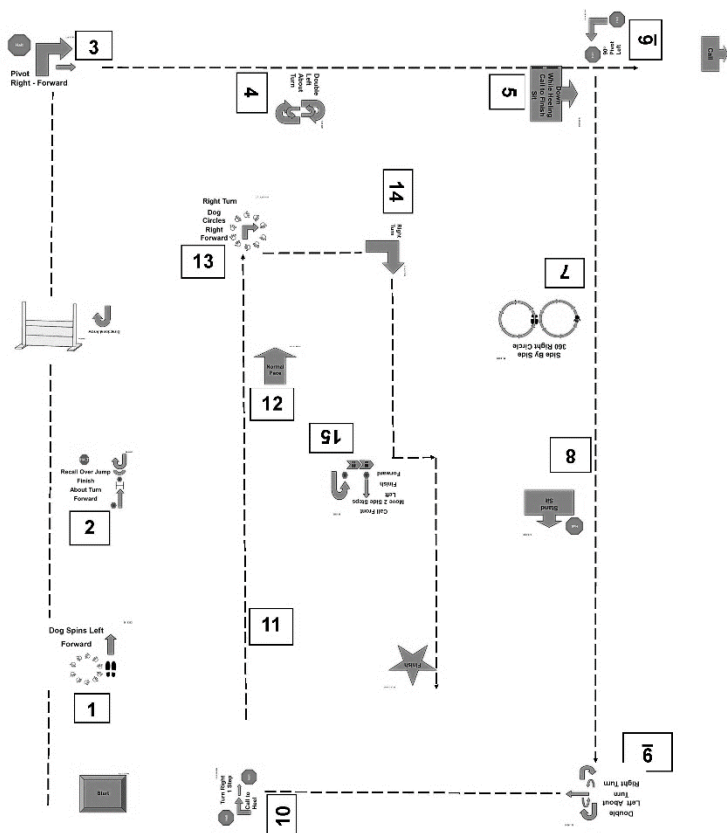 3
Pivot
Right - Forward
4
Double
Left
About
Turn
5
Down
While Heeling
Call to Finish
Sit
6
90°
Pivot
Left
Call
14
Right
Turn
Right Turn
Dog
Circles
Right
Forward
13
7
Side By Side
360 Right Circle
Normal
Pace
12
15
Call Front
Move 2 Side Steps
Left
Finish
Forward
Recall Over Jump
Finish
About Turn
Forward
2
8
Stand
Sit
Dog Spins Left
Forward
1
11
Finish
Start
9
Double
Left About
Turn
Right Turn
10
Turn Right
1 Step
Call to
Heel